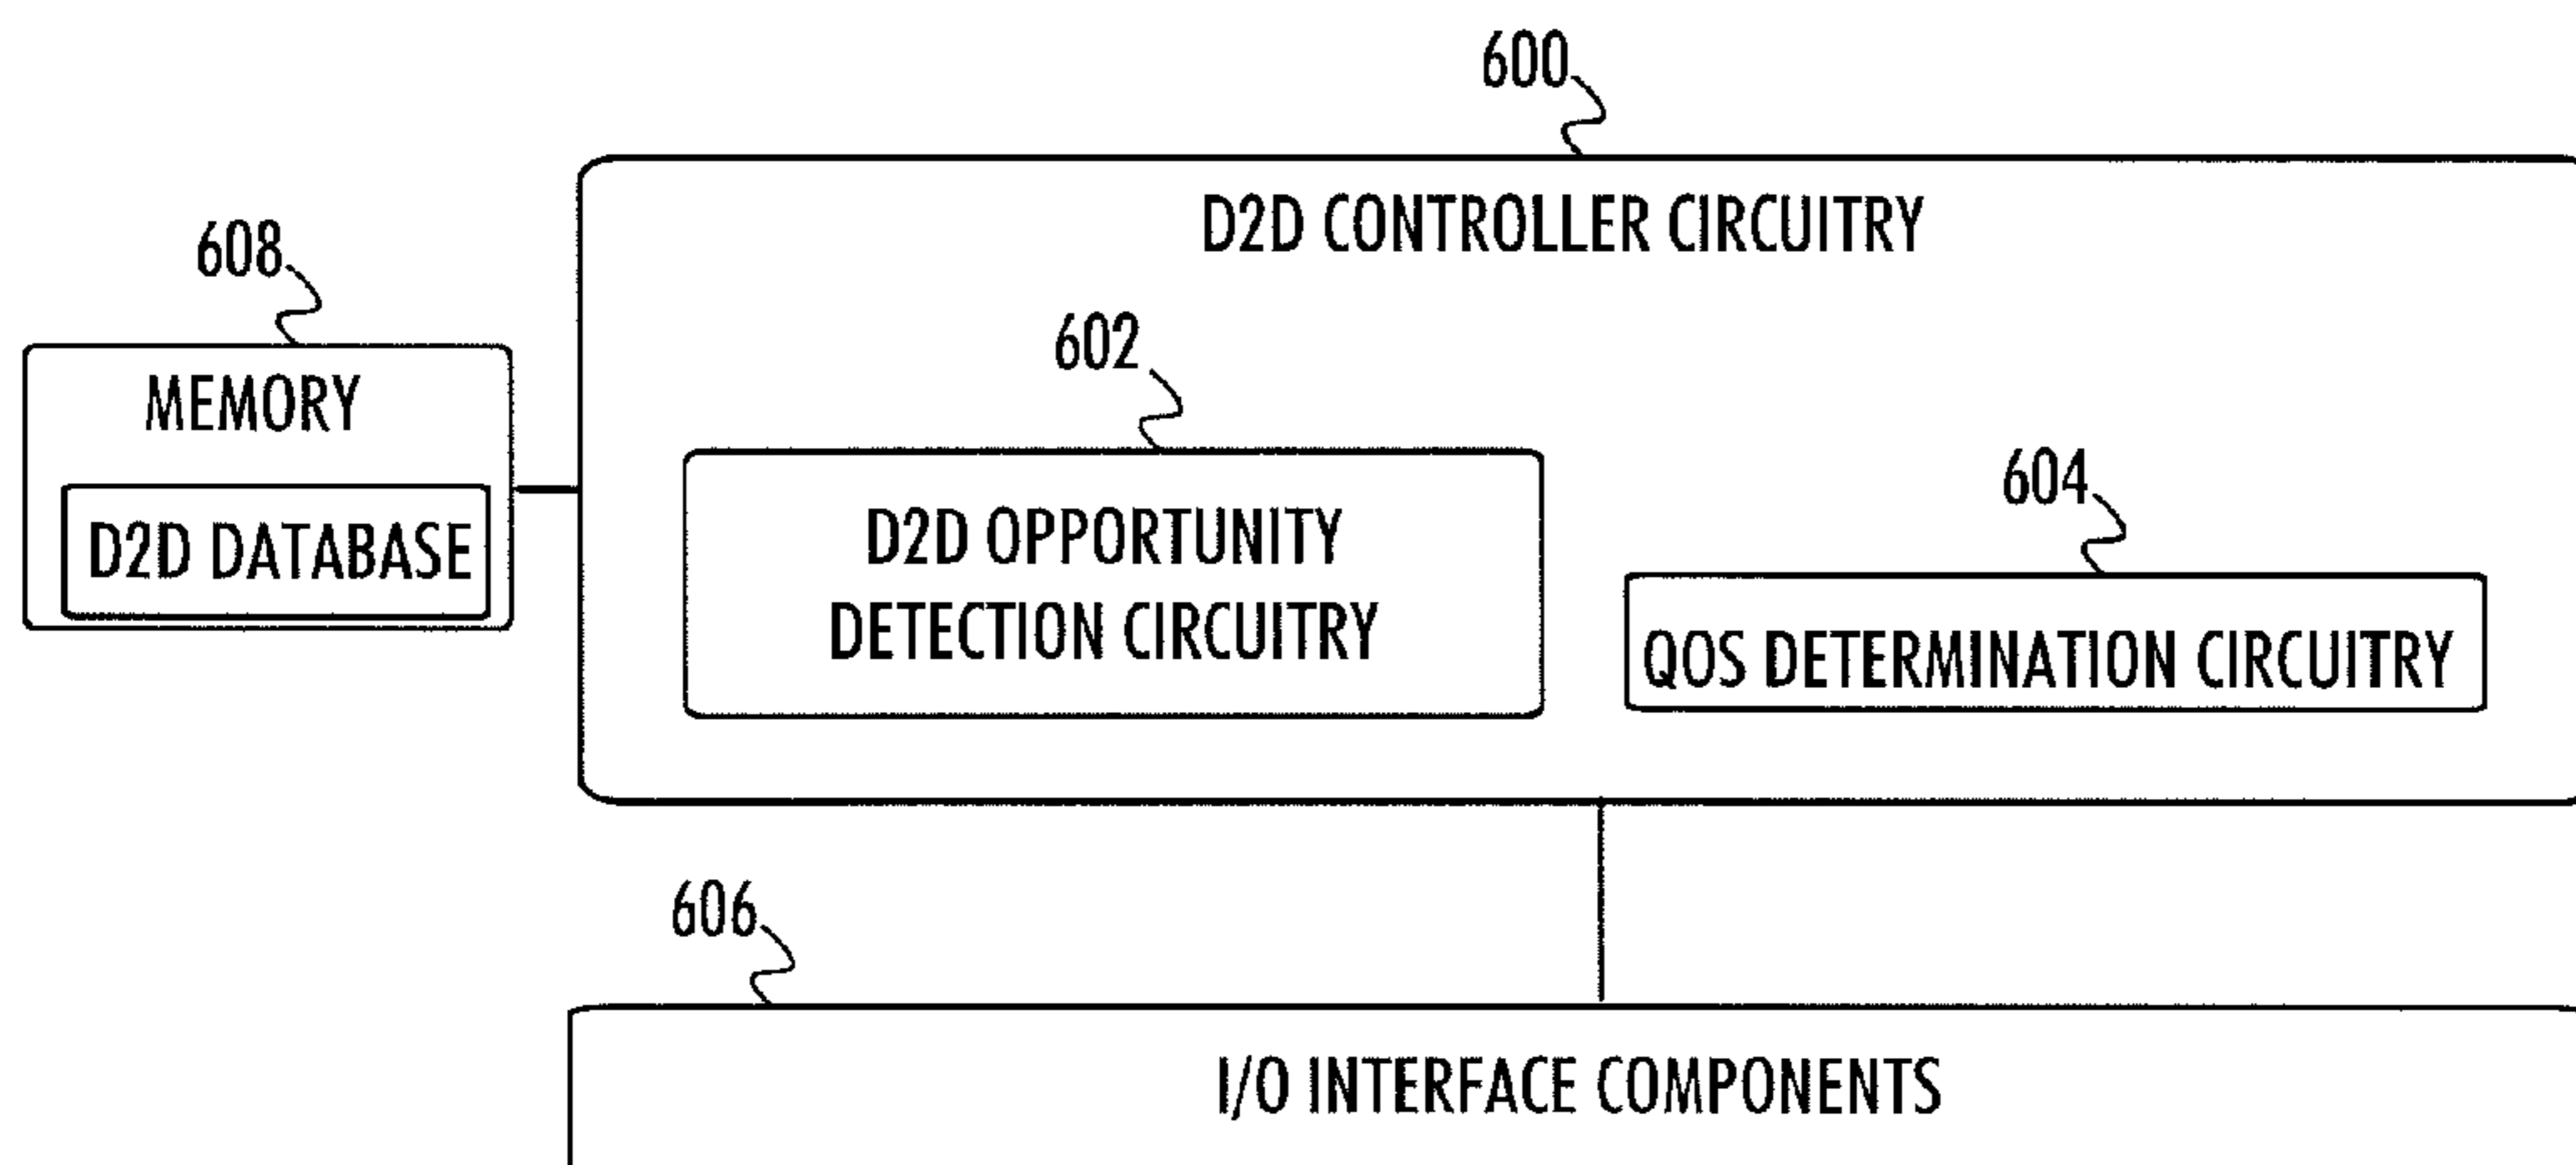 600
D2D CONTROLLER CIRCUITRY
608
MEMORY
D2D DATABASE
602
D2D OPPORTUNITY
DETECTION CIRCUITRY
604
QOS DETERMINATION CIRCUITRY
606
I/O INTERFACE COMPONENTS